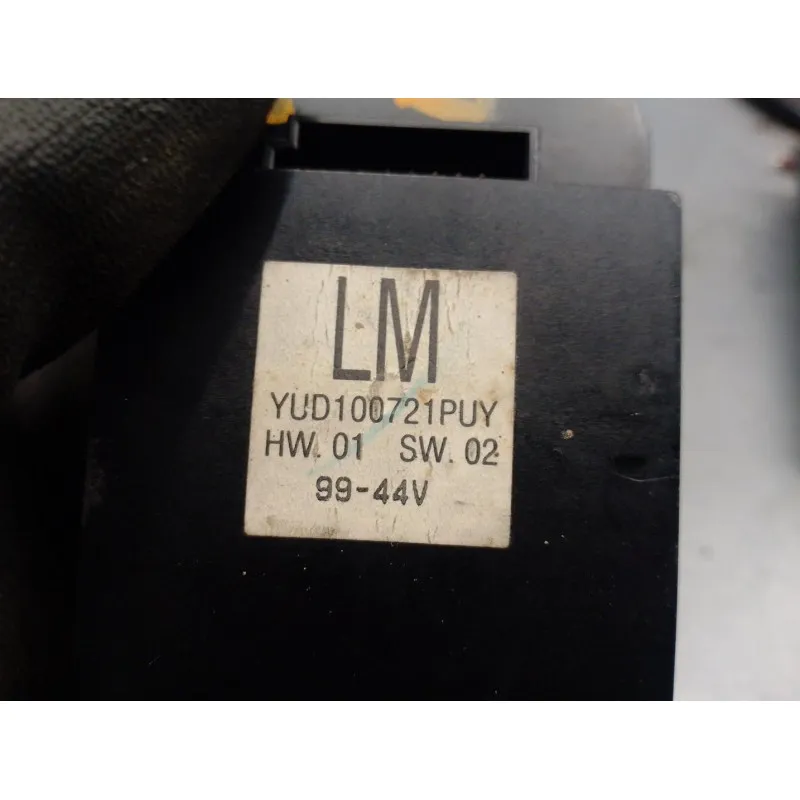 LM
YUD100721PUY
HW. 01 SW. 02
99-44V